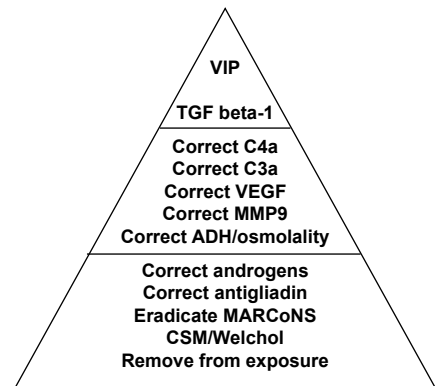 VIP
TGF beta-1
Correct C4a
Correct C3a
Correct VEGF
Correct MMP9
Correct ADH/osmolality
Correct androgens
Correct antigliadin
Eradicate MARCoNS
CSM/Welchol
Remove from exposure